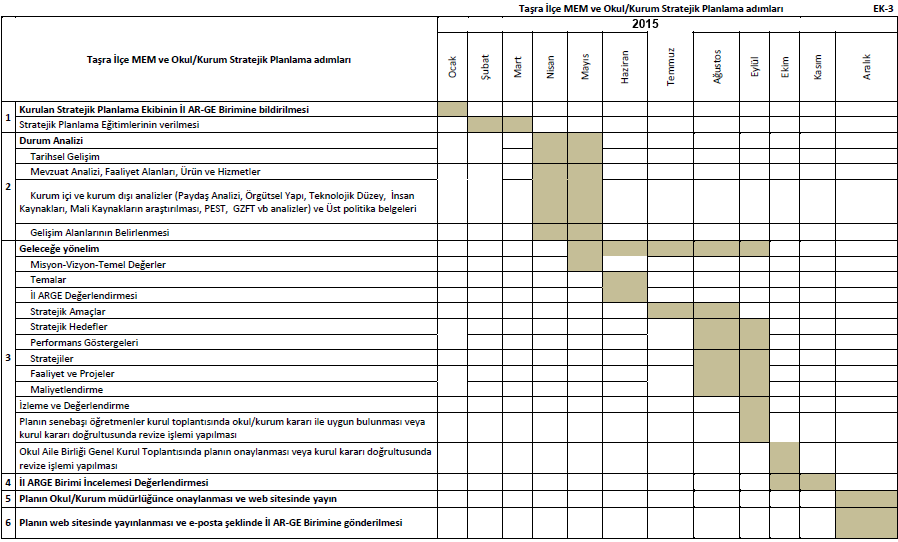 Taşra İlçe MEM ve Okul/Kurum Stratejik Planlama adımları EK-3
2015
Taşra İlçe MEM ve Okul/Kurum Stratejik Planlama adımları
Ocak
Şubat
Mart
Nisan
Mayıs
Haziran
Temmuz
Ağustos
Eylül
Ekim
Kasım
Aralık
1
Kurulan Stratejik Planlama Ekibinin İl AR-GE Birimine bildirilmesi
Stratejik Planlama Eğitimlerinin verilmesi
2
Durum Analizi
Tarihsel Gelişim
Mevzuat Analizi, Faaliyet Alanları, Ürün ve Hizmetler
Kurum içi ve kurum dışı analizler (Paydaş Analizi, Örgütsel Yapı, Teknolojik Düzey, İnsan
Kaynakları, Mali Kaynakların araştırılması, PEST, GZFT vb analizler) ve Üst politika belgeleri
Gelişim Alanlarının Belirlenmesi
3
Geleceğe yönelim
Misyon-Vizyon-Temel Değerler
Temalar
İl ARGE Değerlendirmesi
Stratejik Amaçlar
Stratejik Hedefler
Performans Göstergeleri
Stratejiler
Faaliyet ve Projeler
Maliyetlendirme
İzleme ve Değerlendirme
Planın senebaşı öğretmenler kurul toplantısında okul/kurum kararı ile uygun bulunması veya
kurul kararı doğrultusunda revize işlemi yapılması
Okul Aile Birliği Genel Kurul Toplantısında planın onaylanması veya kurul kararı doğrultusunda
revize işlemi yapılması
4
İl ARGE Birimi İncelemesi Değerlendirmesi
5
Planın Okul/Kurum müdürlüğünce onaylanması ve web sitesinde yayın
6
Planın web sitesinde yayınlanması ve e-posta şeklinde İl AR-GE Birimine gönderilmesi